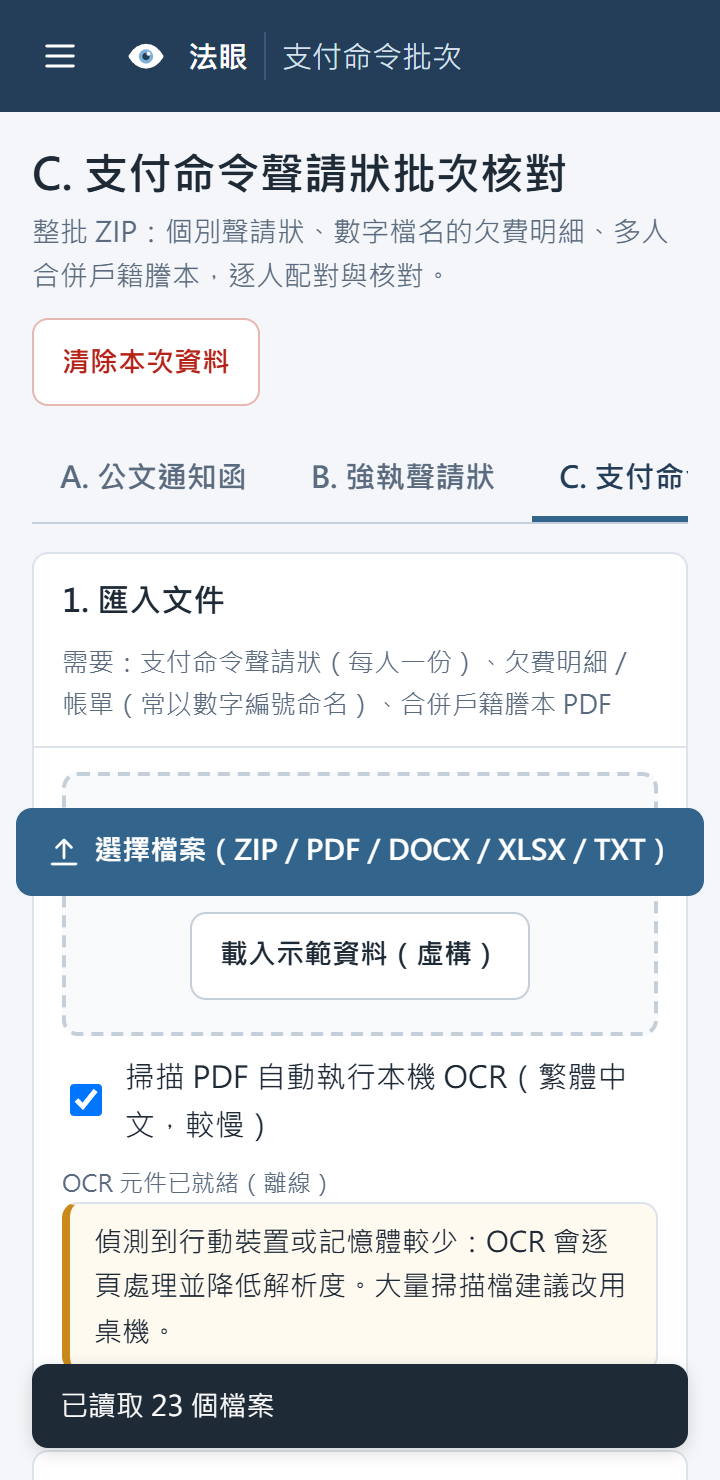 法眼 支付命令批次
C. 支付命令聲請狀批次核對
整批 ZIP：個別聲請狀、數字檔名的欠費明細、多人
合併戶籍謄本，逐人配對與核對。
清除本次資料
A. 公文通知函 B. 強執聲請狀 C. 支付命
1. 匯入文件
需要：支付命令聲請狀（每人一份）、欠費明細 /
帳單（常以數字編號命名）、合併戶籍謄本 PDF
選擇檔案（ZIP / PDF / DOCX / XLSX / TXT）
載入示範資料（虛構）
掃描 PDF 自動執行本機 OCR（繁體中
文，較慢）
OCR 元件已就緒（離線）
偵測到行動裝置或記憶體較少：OCR 會逐
頁處理並降低解析度。大量掃描檔建議改用
桌機。
已讀取 23 個檔案